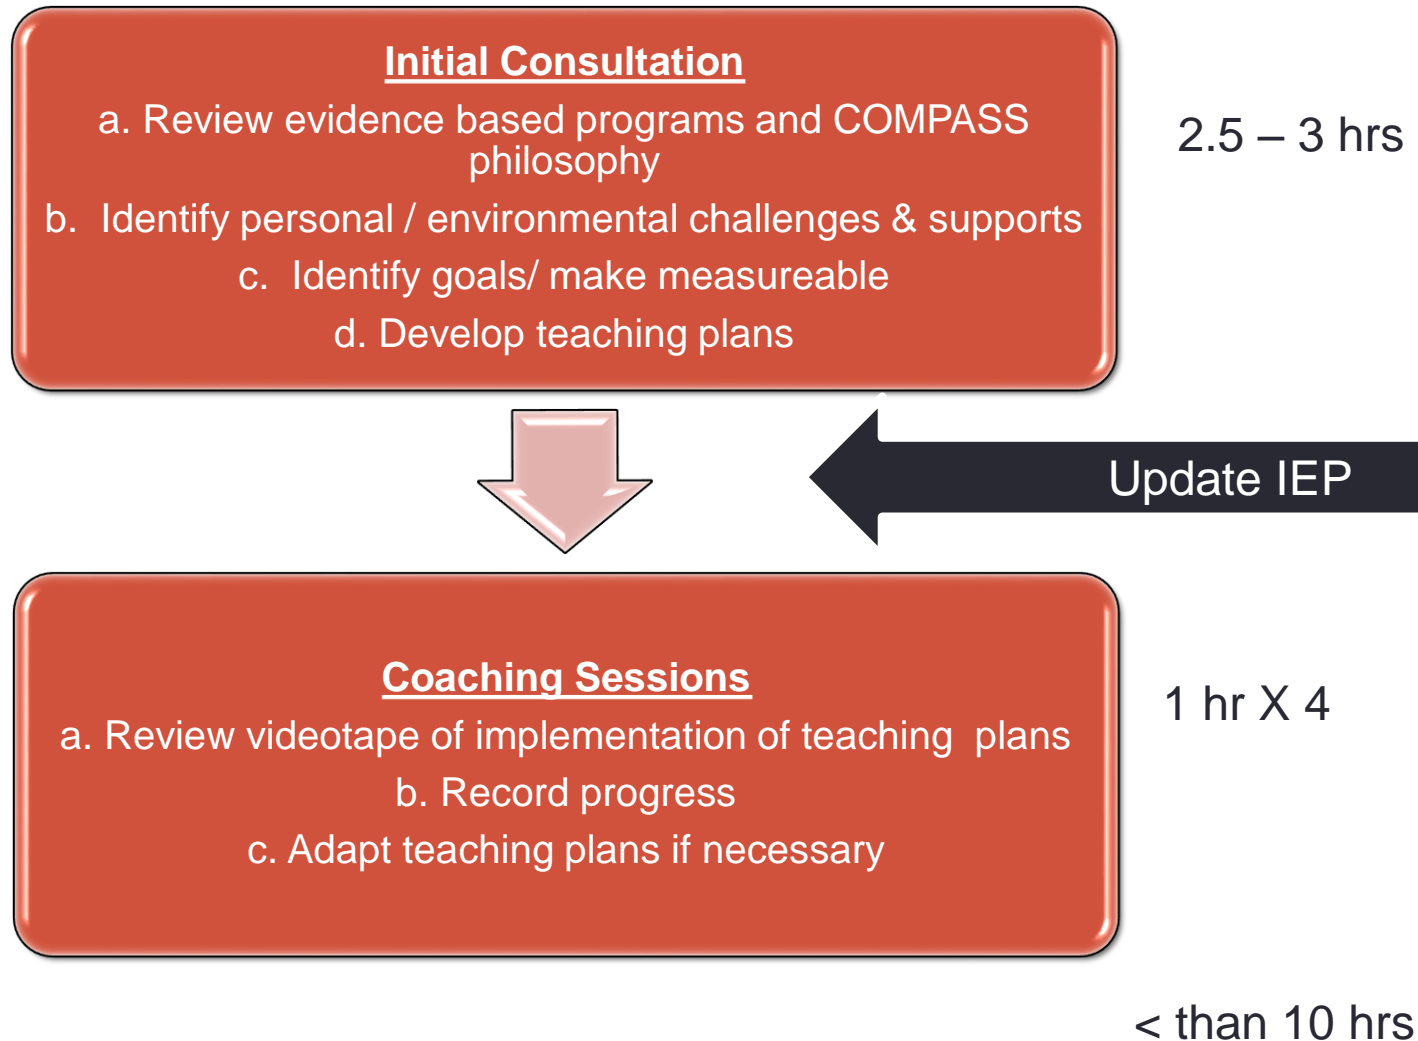 Initial Consultation
a. Review evidence based programs and COMPASS
philosophy
b. Identify personal / environmental challenges & supports
c. Identify goals/ make measureable
d. Develop teaching plans
2.5 – 3 hrs
Update IEP
Coaching Sessions
a. Review videotape of implementation of teaching plans
b. Record progress
c. Adapt teaching plans if necessary
1 hr X 4
< than 10 hrs